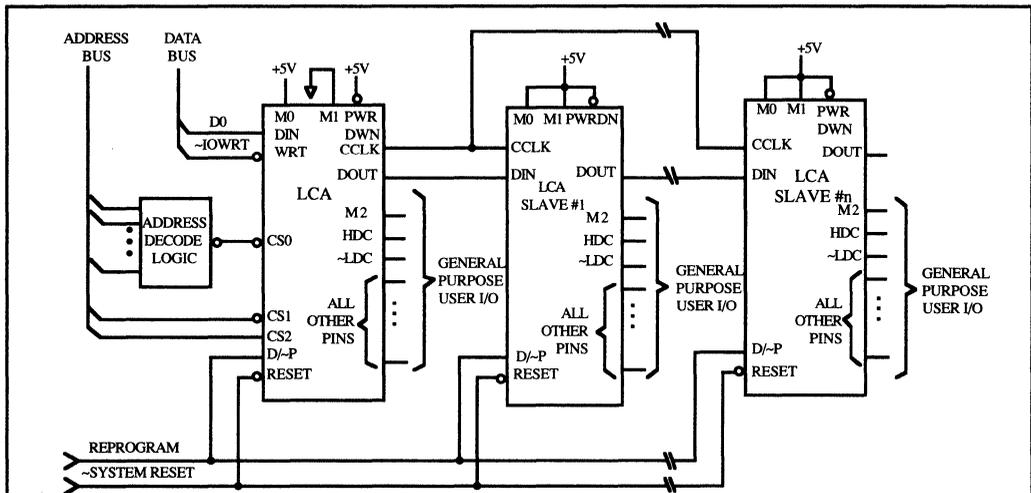 ADDRESS
BUS
DATA
BUS
D0
~IOWRT
ADDRESS
DECODE
LOGIC
+5V
+5V
M0
M1
PWR
DWN
DIN
WRT
CCLK
DOUT
LCA
CS0
CS1
CS2
D/~P
RESET
M2
HDC
~LDC
ALL
OTHER
PINS
GENERAL
PURPOSE
USER I/O
+5V
M0
M1
PWRDN
CCLK
DIN
DOUT
LCA
SLAVE #1
M2
HDC
~LDC
ALL
OTHER
PINS
D/~P
RESET
GENERAL
PURPOSE
USER I/O
+5V
M0
M1
PWR
DWN
CCLK
DOUT
DIN
LCA
SLAVE #n
M2
HDC
~LDC
ALL
OTHER
PINS
D/~P
RESET
GENERAL
PURPOSE
USER I/O
REPROGRAM
~SYSTEM RESET